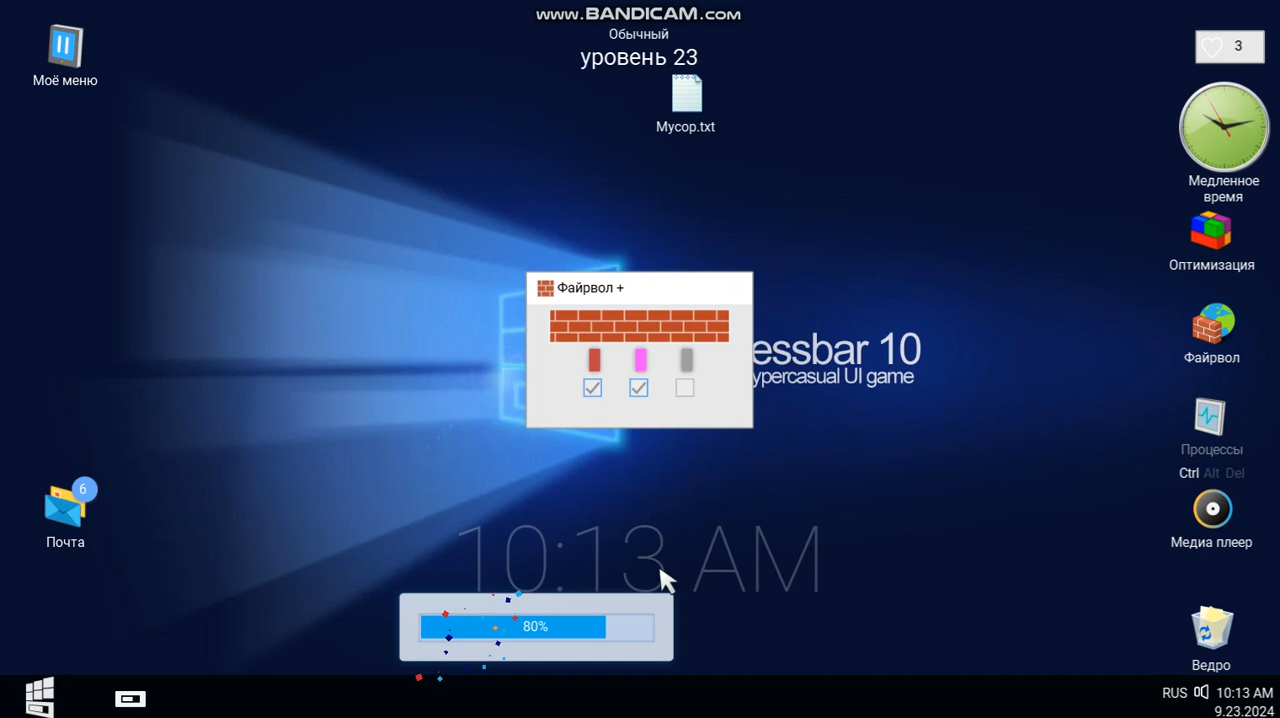 www.BANDICAM.com
Обычный
уровень 23
Моё меню
Мусор.txt
3
Медленное
время
Оптимизация
Файрвол +
Файрвол
essbar 10
ypercasual UI game
Процессы
Ctrl Alt Del
6
Почта
Медиа плеер
10:13 AM
80%
Ведро
RUS 10:13 AM
9.23.2024